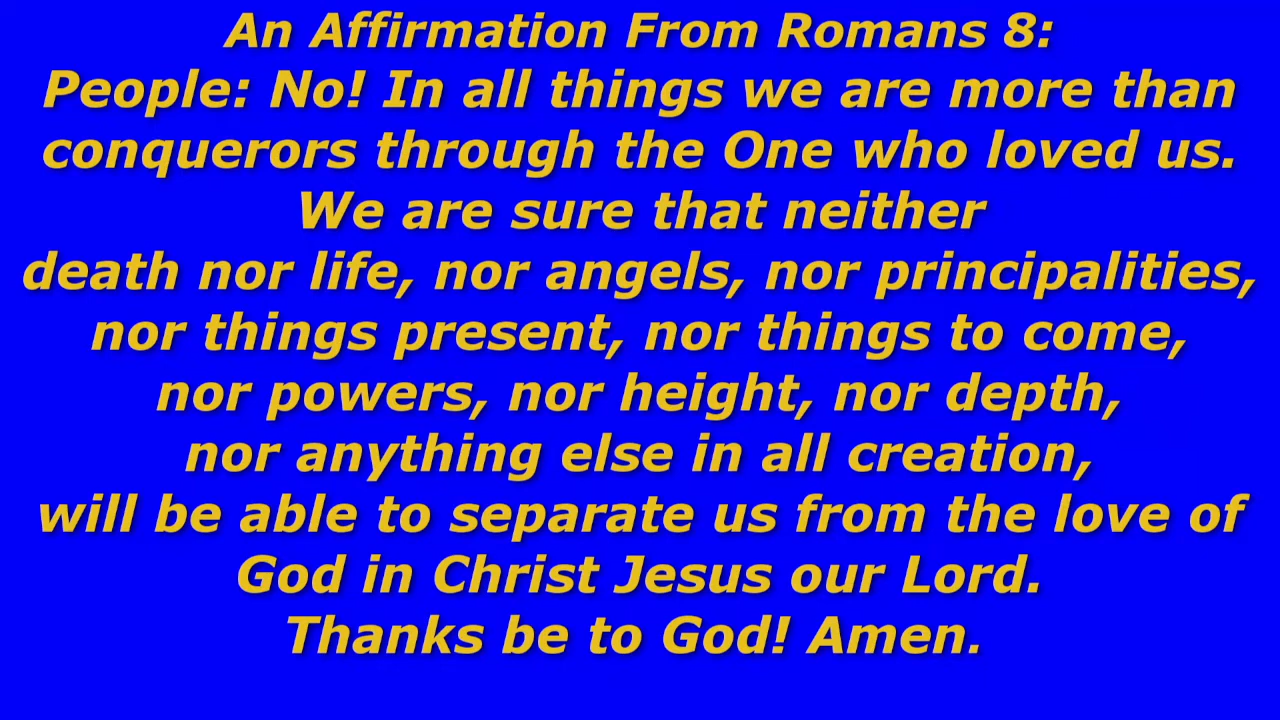 An Affirmation From Romans 8:
People: No! In all things we are more than
conquerors through the One who loved us.
We are sure that neither
death nor life, nor angels, nor principalities,
nor things present, nor things to come,
nor powers, nor height, nor depth,
nor anything else in all creation,
will be able to separate us from the love of
God in Christ Jesus our Lord.
Thanks be to God! Amen.